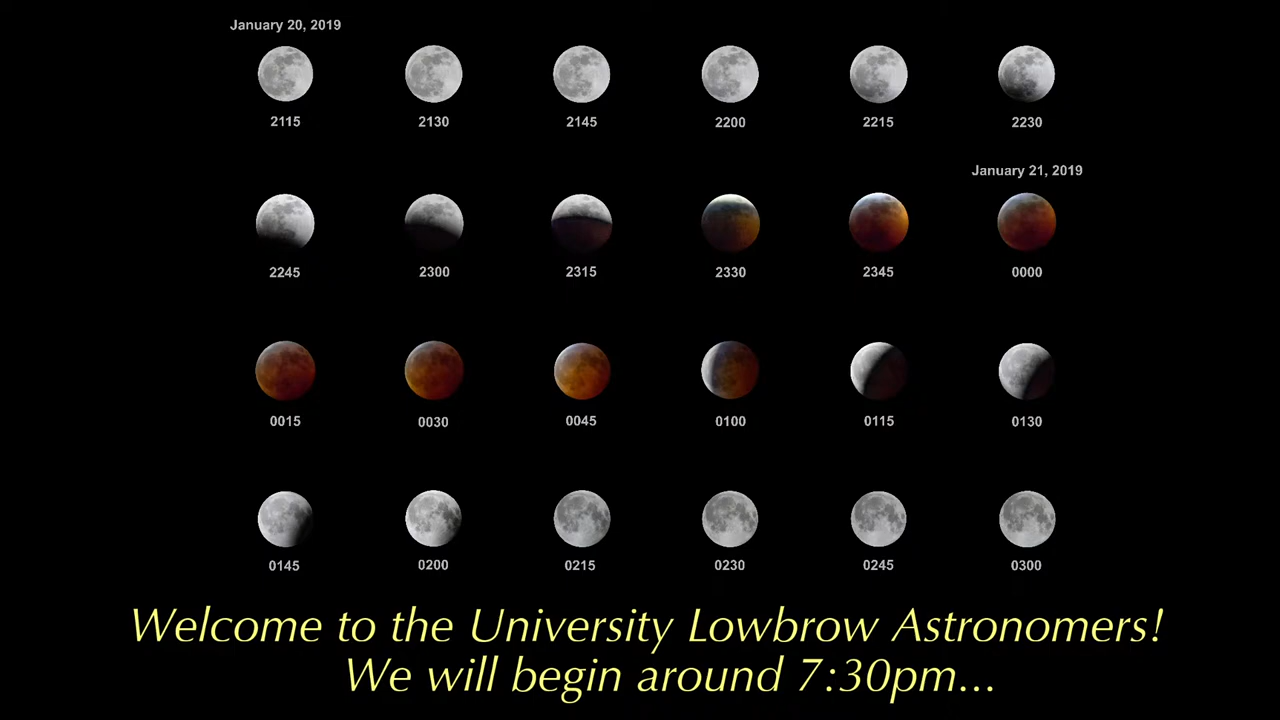 January 20, 2019
2115 2130 2145 2200 2215 2230
January 21, 2019
2245 2300 2315 2330 2345 0000
0015 0030 0045 0100 0115 0130
0145 0200 0215 0230 0245 0300
Welcome to the University Lowbrow Astronomers!
We will begin around 7:30pm...